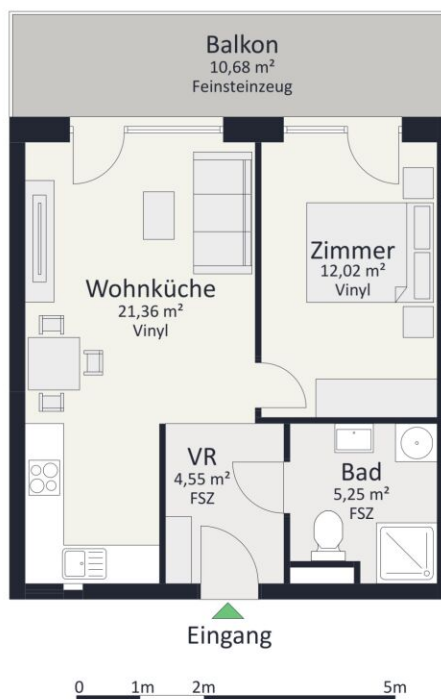 Balkon
10,68 m²
Feinsteinzeug
Zimmer
12,02 m²
Vinyl
Wohnküche
21,36 m²
Vinyl
VR
4,55 m²
FSZ
Bad
5,25 m²
FSZ
Eingang
0 1m 2m 5m